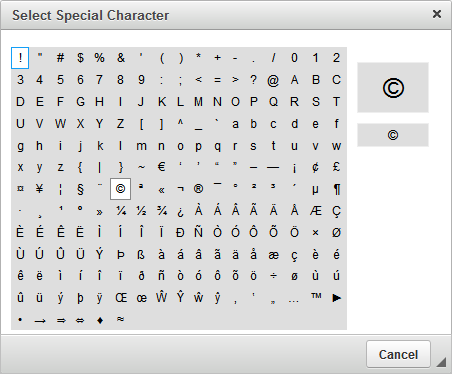 Select Special Character ×
! " # $ % & ' ( ) * + - . / 0 1 2
3 4 5 6 7 8 9 : ; < = > ? @ A B C
D E F G H I J K L M N O P Q R S T
U V W X Y Z [ ] ^ _ ` a b c d e f
g h i j k l m n o p q r s t u v w
x y z { | } ~ € ‘ ’ “ ” – — ¡ ¢ £
¤ ¥ ¦ § ¨ © ª « ¬ ® ¯ ° ² ³ ´ µ ¶
· ¸ ¹ º » ¼ ½ ¾ ¿ À Á Â Ã Ä Å Æ Ç
È É Ê Ë Ì Í Î Ï Ð Ñ Ò Ó Ô Õ Ö × Ø
Ù Ú Û Ü Ý Þ ß à á â ã ä å æ ç è é
ê ë ì í î ï ð ñ ò ó ô õ ö ÷ ø ù ú
û ü ý þ ÿ Œ œ Ŵ Ŷ ŵ ŷ ‚ ‛ „ … ™ ►
• → ⇒ ⇔ ♦ ≈
©
©
Cancel